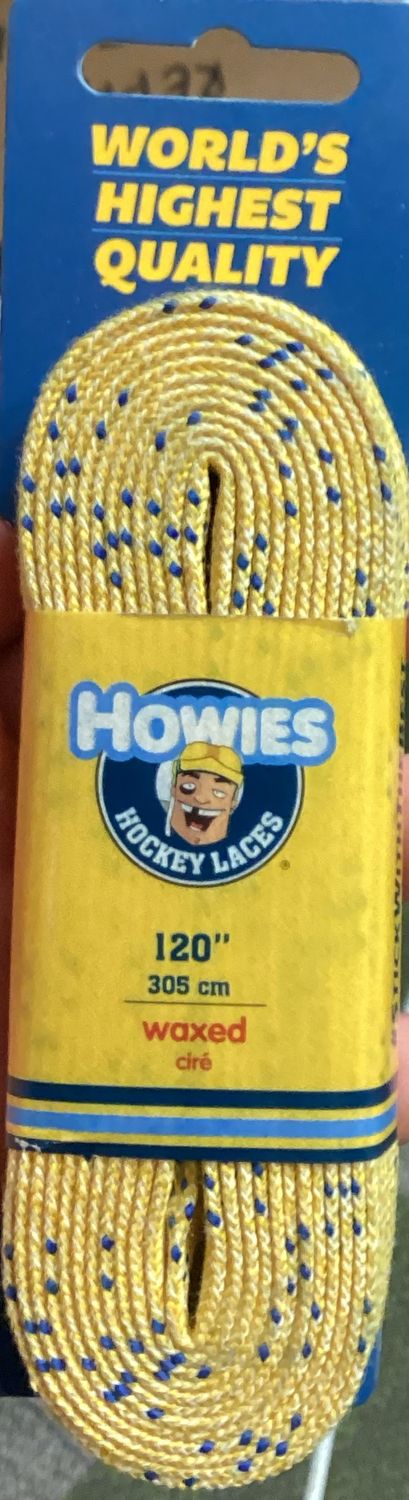 WORLD'S
HIGHEST
QUALITY
HOWIES
HOCKEY LACES
120"
305 cm
waxed
ciré